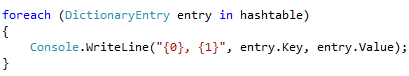 foreach (DictionaryEntry entry in hashtable)
{
    Console.WriteLine("{0}, {1}", entry.Key, entry.Value);
}